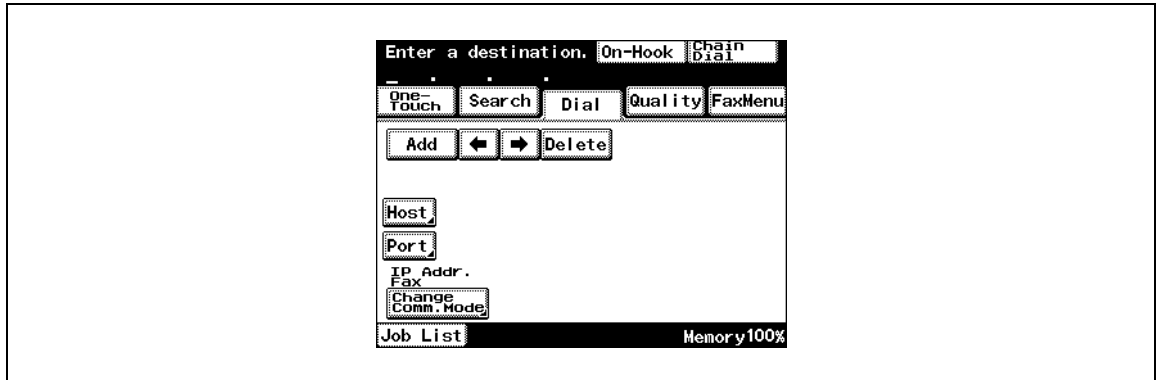 Enter a destination. On-Hook Chain Dial
_ . . .
One-Touch Search Dial Quality FaxMenu
Add ← → Delete
Host
Port
IP Addr.
Fax
Change
Comm.Mode
Job List Memory100%